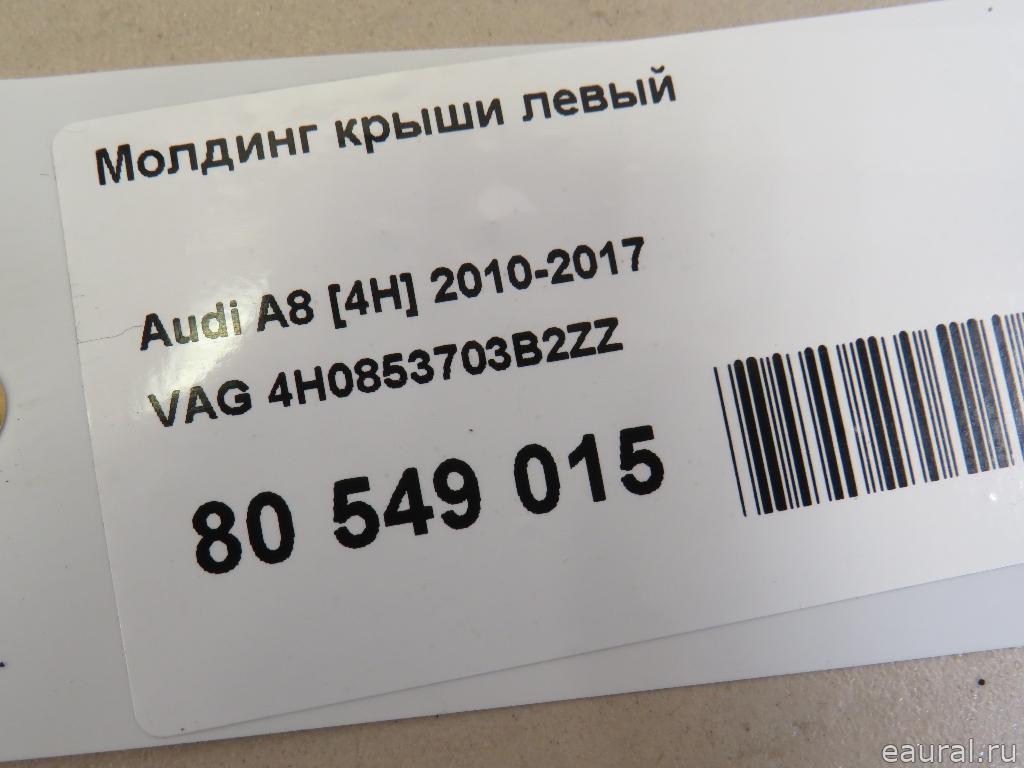 Молдинг крыши левый
Audi A8 [4H] 2010-2017
VAG 4H0853703B2ZZ
80 549 015
eaural.ru